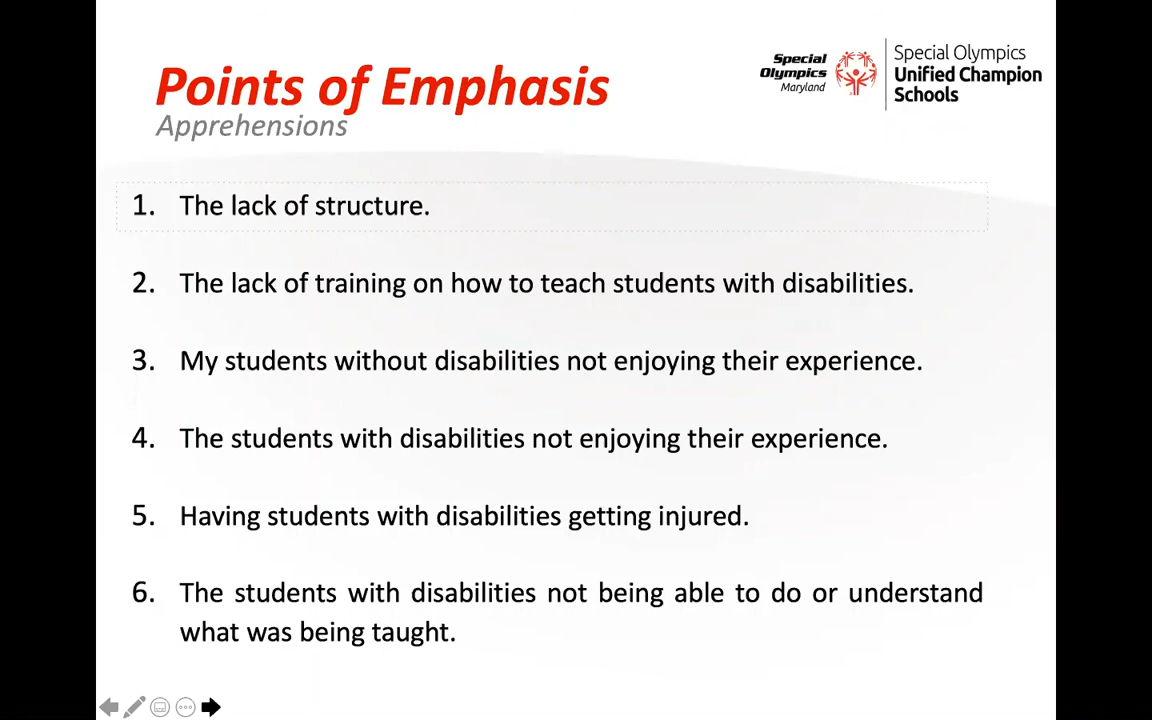 Points of Emphasis
Apprehensions
Special
Olympics
Maryland
Special Olympics
Unified Champion
Schools
1. The lack of structure.
2. The lack of training on how to teach students with disabilities.
3. My students without disabilities not enjoying their experience.
4. The students with disabilities not enjoying their experience.
5. Having students with disabilities getting injured.
6. The students with disabilities not being able to do or understand
what was being taught.